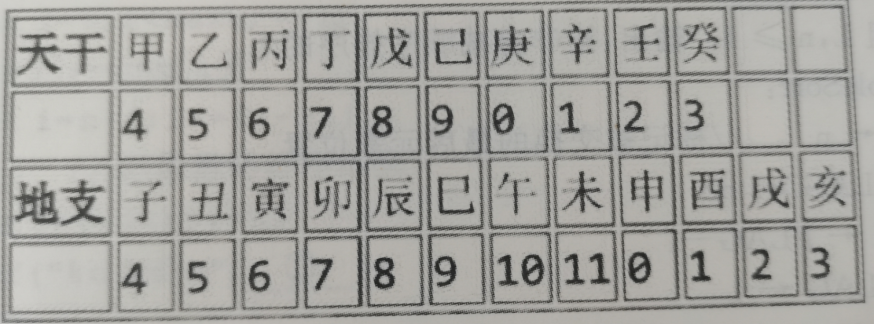 天干 甲 乙 丙 丁 戊 己 庚 辛 壬 癸
4 5 6 7 8 9 0 1 2 3
地支 子 丑 寅 卯 辰 巳 午 未 申 酉 戌 亥
4 5 6 7 8 9 10 11 0 1 2 3